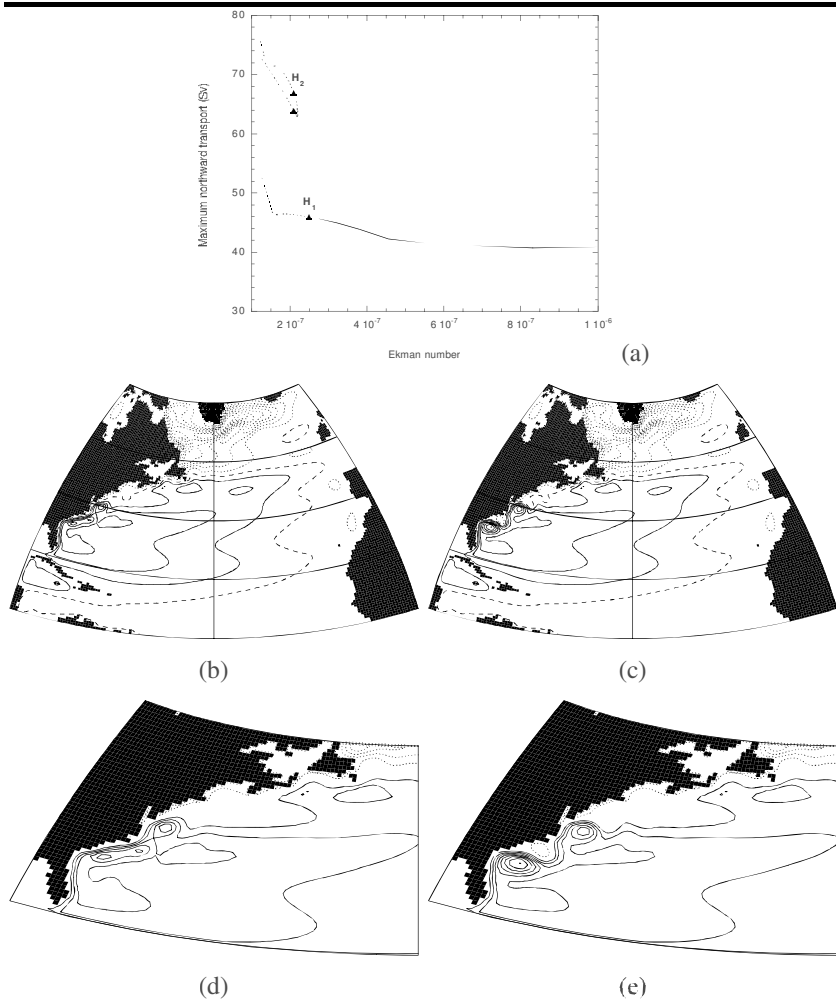 80
70
60
50
40
30
Maximum northward transport (Sv)
H2
H1
2 10-7
4 10-7
6 10-7
8 10-7
1 10-6
Ekman number
(a)
(b)
(c)
(d)
(e)